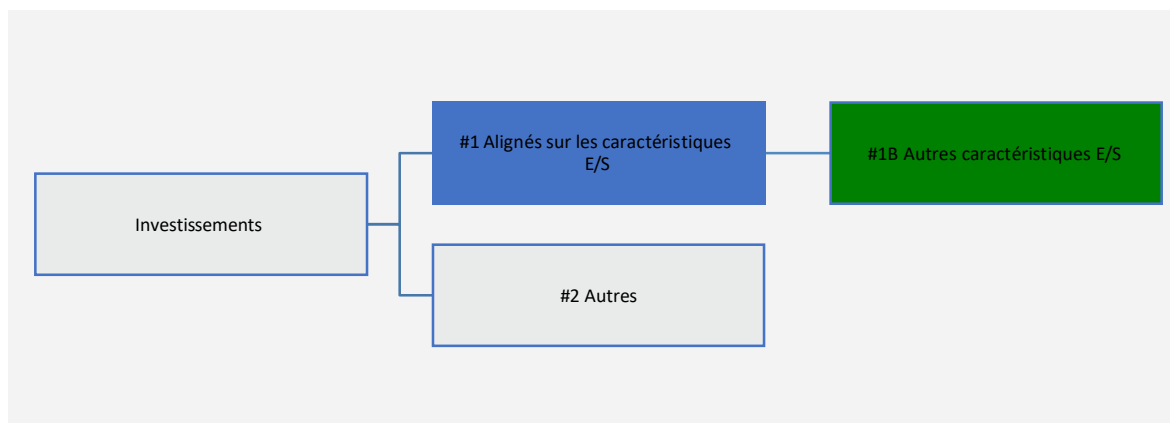 #1 Alignés sur les caractéristiques
E/S
#1B Autres caractéristiques E/S
Investissements
#2 Autres